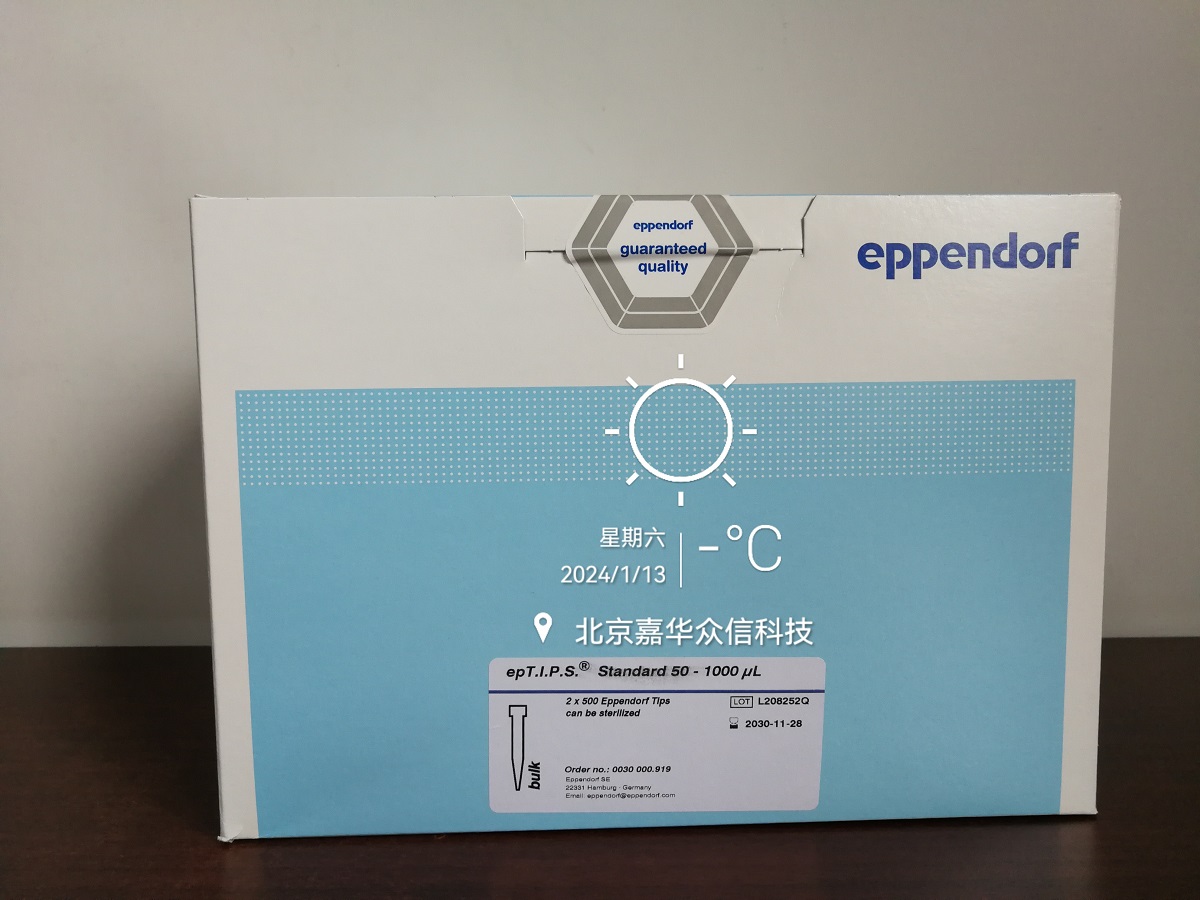 eppendorf
guaranteed
quality
eppendorf
星期六
2024/1/13
-°C
北京嘉华众信科技
epT.I.P.S.® Standard 50 - 1000 µL
2 x 500 Eppendorf Tips
can be sterilized
LOT L208252Q
2030-11-28
bulk
Order no.: 0030 000.919
Eppendorf SE
22331 Hamburg · Germany
Email: eppendorf@eppendorf.com